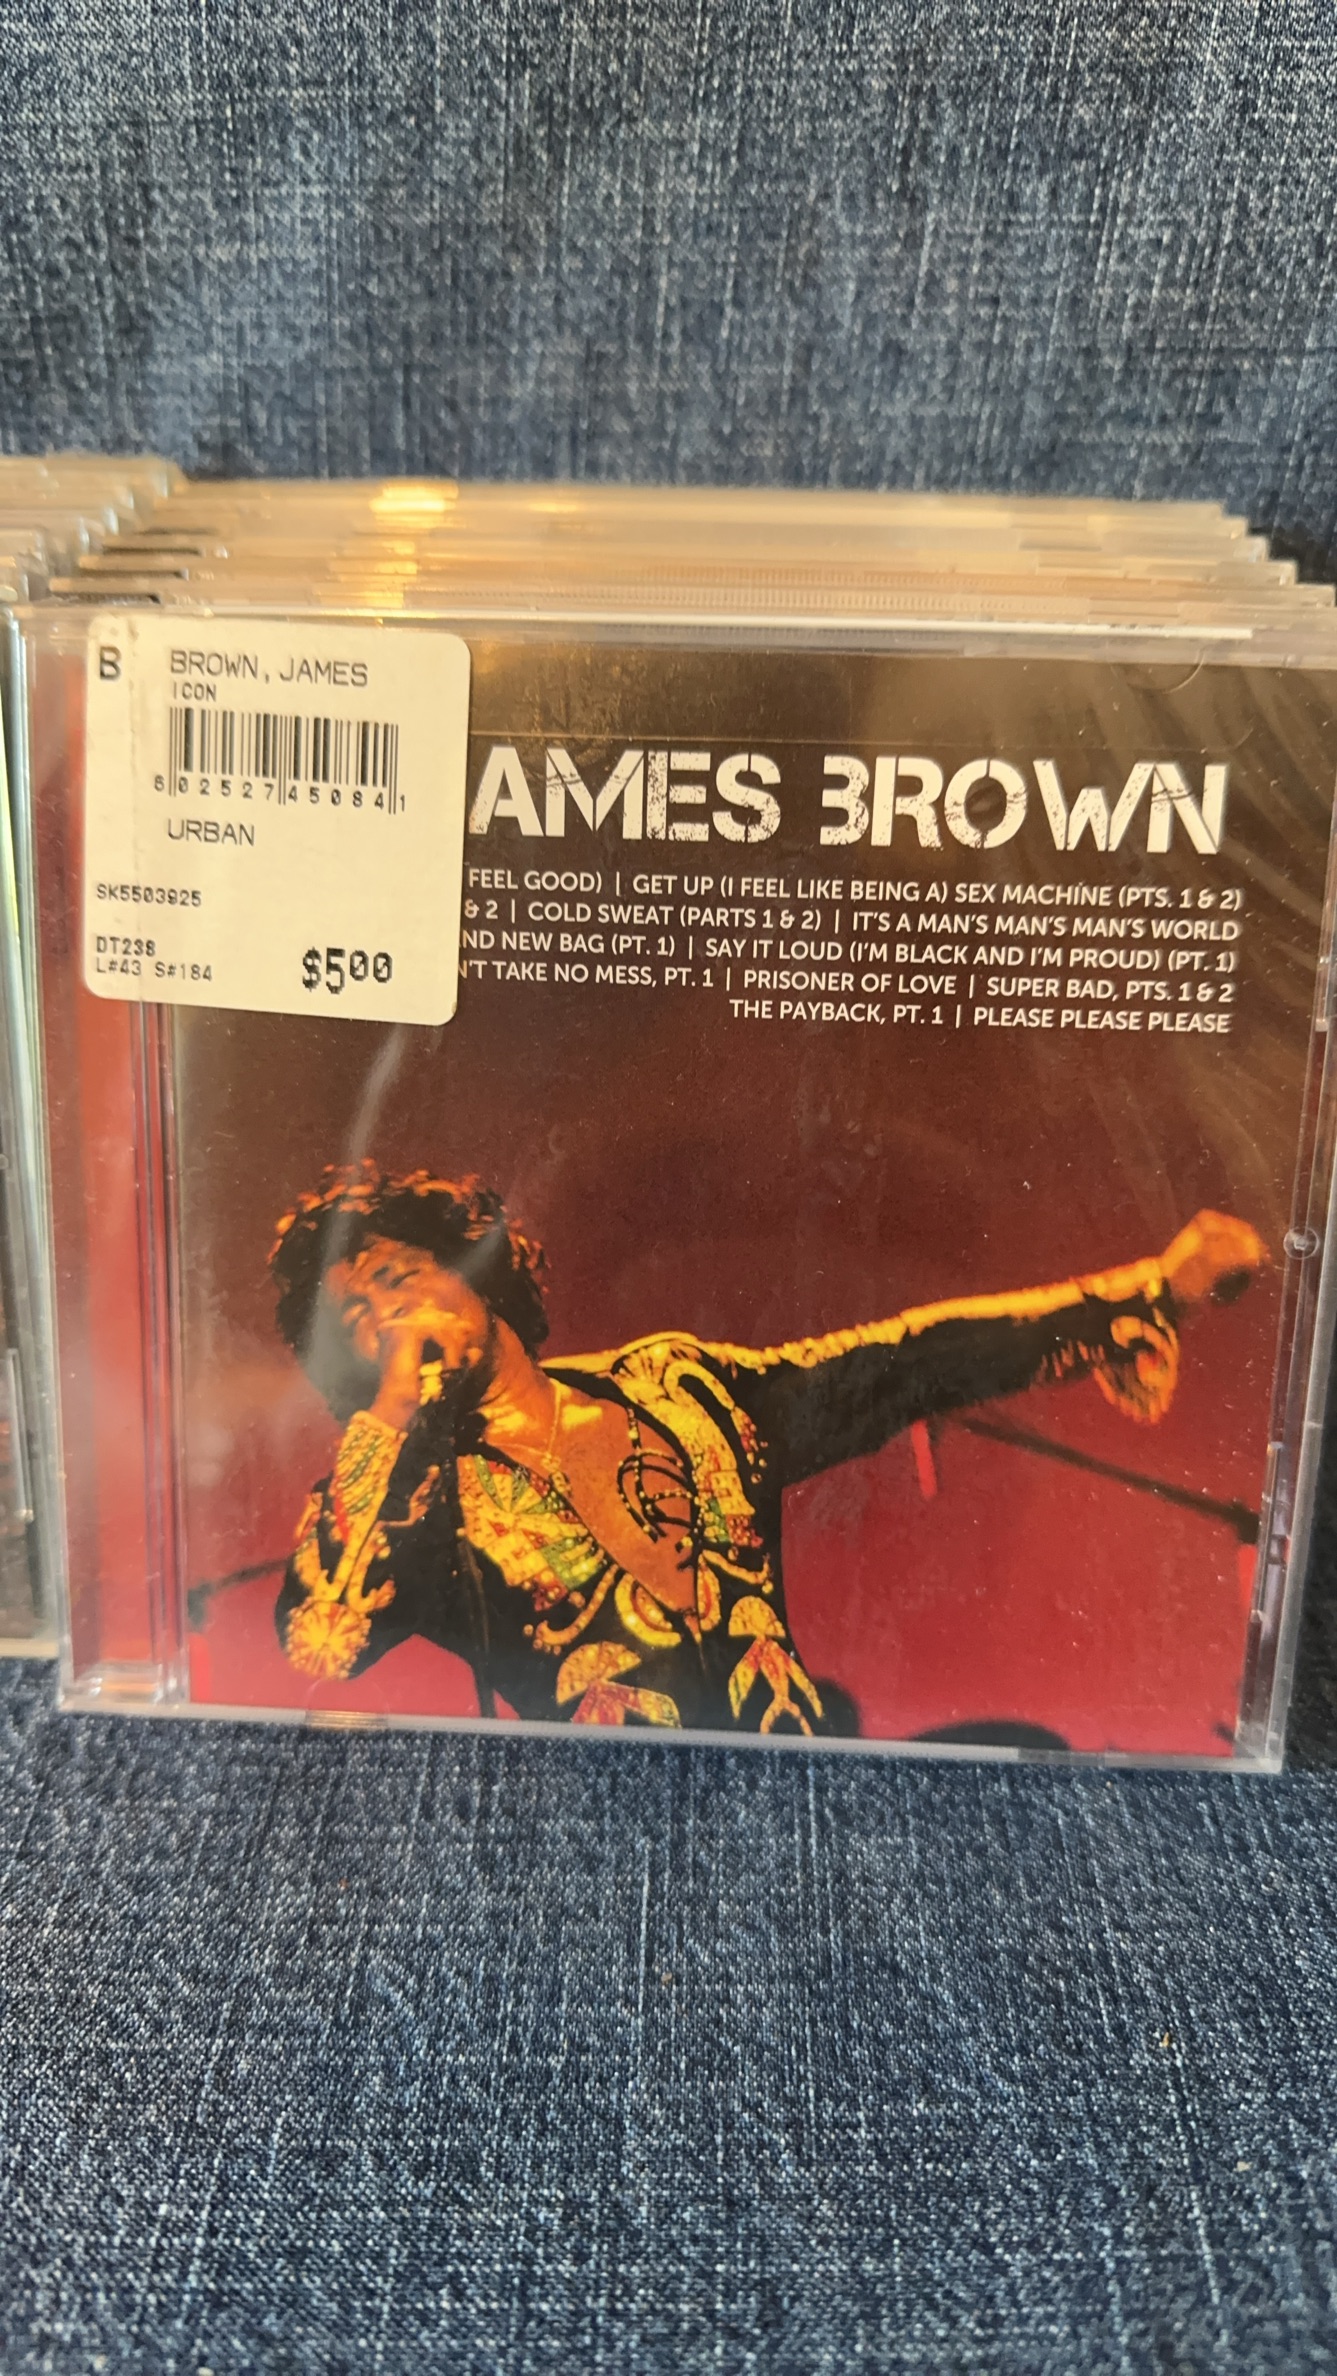 B BROWN, JAMES
ICON
6 02527 45084 1
URBAN
SK5503925
DT238
L#43 S#184
$5.00
AMES BROWN
FEEL GOOD) | GET UP (I FEEL LIKE BEING A) SEX MACHINE (PTS. 1 & 2)
& 2 | COLD SWEAT (PARTS 1 & 2) | IT'S A MAN'S MAN'S MAN'S WORLD
ND NEW BAG (PT. 1) | SAY IT LOUD (I'M BLACK AND I'M PROUD) (PT. 1)
N'T TAKE NO MESS, PT. 1 | PRISONER OF LOVE | SUPER BAD, PTS. 1 & 2
THE PAYBACK, PT. 1 | PLEASE PLEASE PLEASE